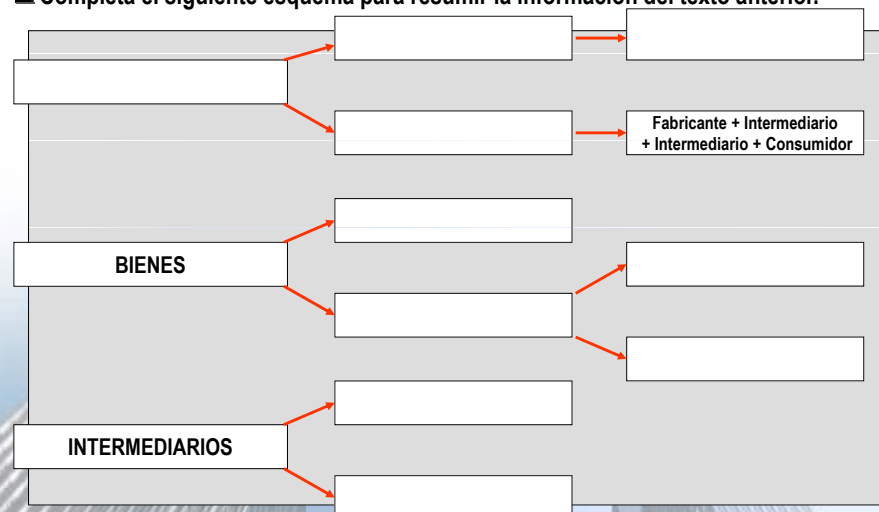 Completa el siguiente esquema para resumir la información del texto anterior.
Fabricante + Intermediario
+ Intermediario + Consumidor
BIENES
INTERMEDIARIOS